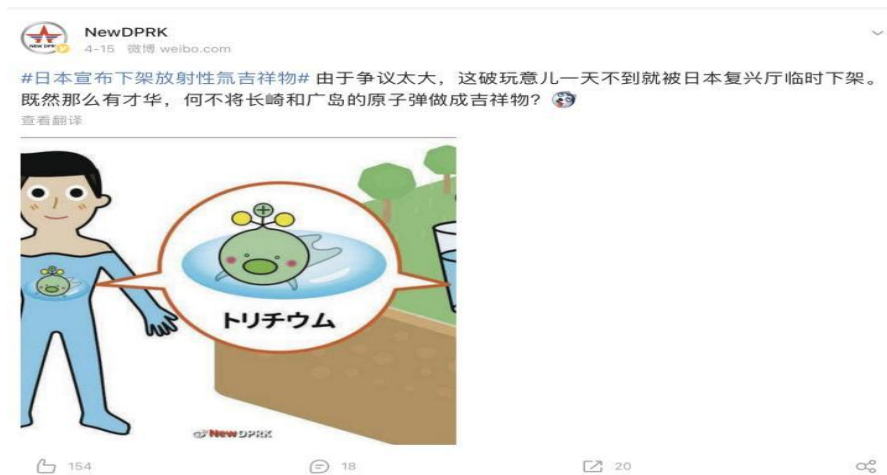 NewDPRK
4-15 微博 weibo.com
#日本宣布下架放射性氚吉祥物# 由于争议太大，这破玩意儿一天不到就被日本复兴厅临时下架。
既然那么有才华，何不将长崎和广岛的原子弹做成吉祥物？
查看翻译
トリチウム
NewDPRK
154
18
20